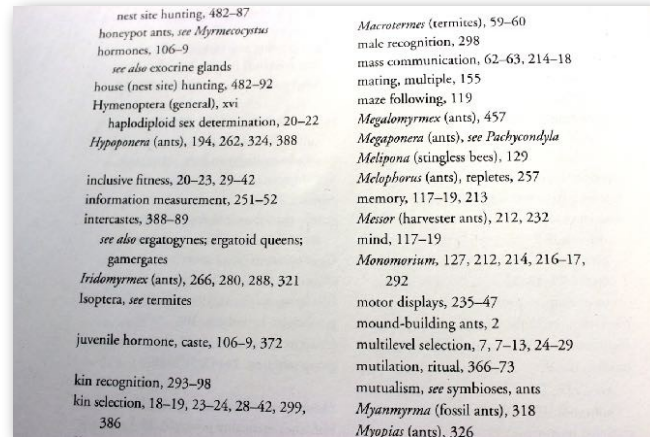 nest site hunting, 482–87
honeypot ants, see Myrmecocystus
hormones, 106–9
see also exocrine glands
house (nest site) hunting, 482–92
Hymenoptera (general), xvi
haplodiploid sex determination, 20–22
Hypoponera (ants), 194, 262, 324, 388
inclusive fitness, 20–23, 29–42
information measurement, 251–52
intercastes, 388–89
see also ergatogynes; ergatoid queens;
gamergates
Iridomyrmex (ants), 266, 280, 288, 321
Isoptera, see termites
juvenile hormone, caste, 106–9, 372
kin recognition, 293–98
kin selection, 18–19, 23–24, 28–42, 299,
386
Macrotermes (termites), 59–60
male recognition, 298
mass communication, 62–63, 214–18
mating, multiple, 155
maze following, 119
Megalomyrmex (ants), 457
Megaponera (ants), see Pachycondyla
Melipona (stingless bees), 129
Melophorus (ants), repletes, 257
memory, 117–19, 213
Messor (harvester ants), 212, 232
mind, 117–19
Monomorium, 127, 212, 214, 216–17,
292
motor displays, 235–47
mound-building ants, 2
multilevel selection, 7, 7–13, 24–29
mutilation, ritual, 366–73
mutualism, see symbioses, ants
Myanmyrma (fossil ants), 318
Myopias (ants), 326